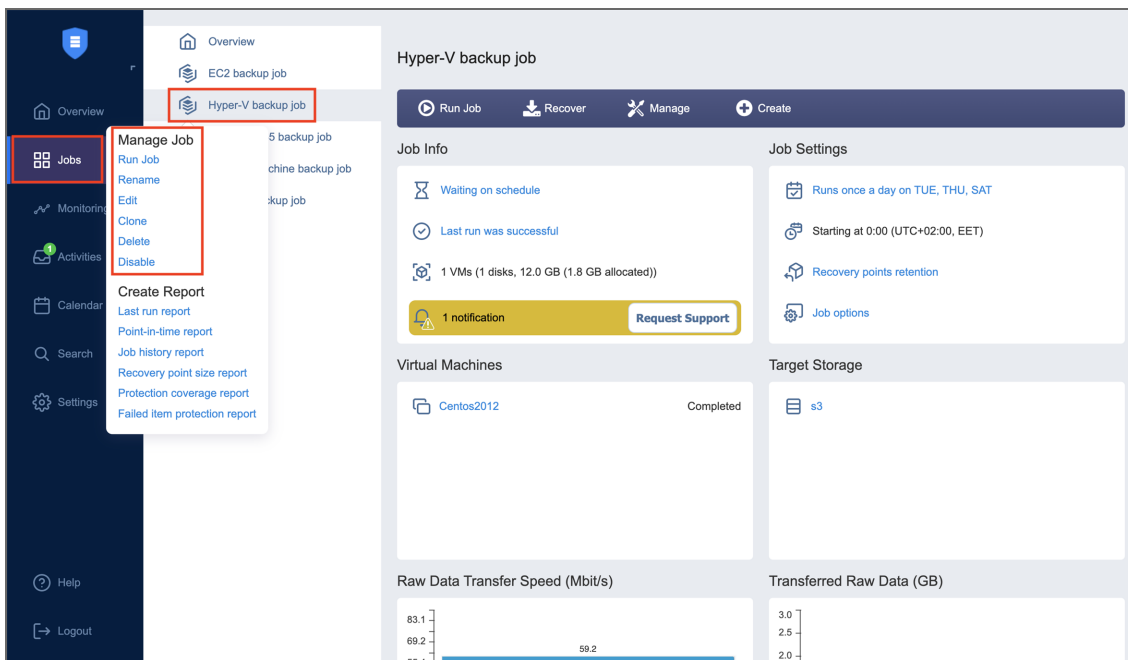 Overview
Jobs
Monitoring
1
Activities
Calendar
Search
Settings
Help
Logout
Overview
EC2 backup job
Hyper-V backup job
5 backup job
chine backup job
kup job
Manage Job
Run Job
Rename
Edit
Clone
Delete
Disable
Create Report
Last run report
Point-in-time report
Job history report
Recovery point size report
Protection coverage report
Failed item protection report
Hyper-V backup job
Run Job Recover Manage Create
Job Info
Waiting on schedule
Last run was successful
1 VMs (1 disks, 12.0 GB (1.8 GB allocated))
1 notification Request Support
Job Settings
Runs once a day on TUE, THU, SAT
Starting at 0:00 (UTC+02:00, EET)
Recovery points retention
Job options
Virtual Machines
Centos2012 Completed
Target Storage
s3
Raw Data Transfer Speed (Mbit/s)
83.1
69.2
59.2
Transferred Raw Data (GB)
3.0
2.5
2.0